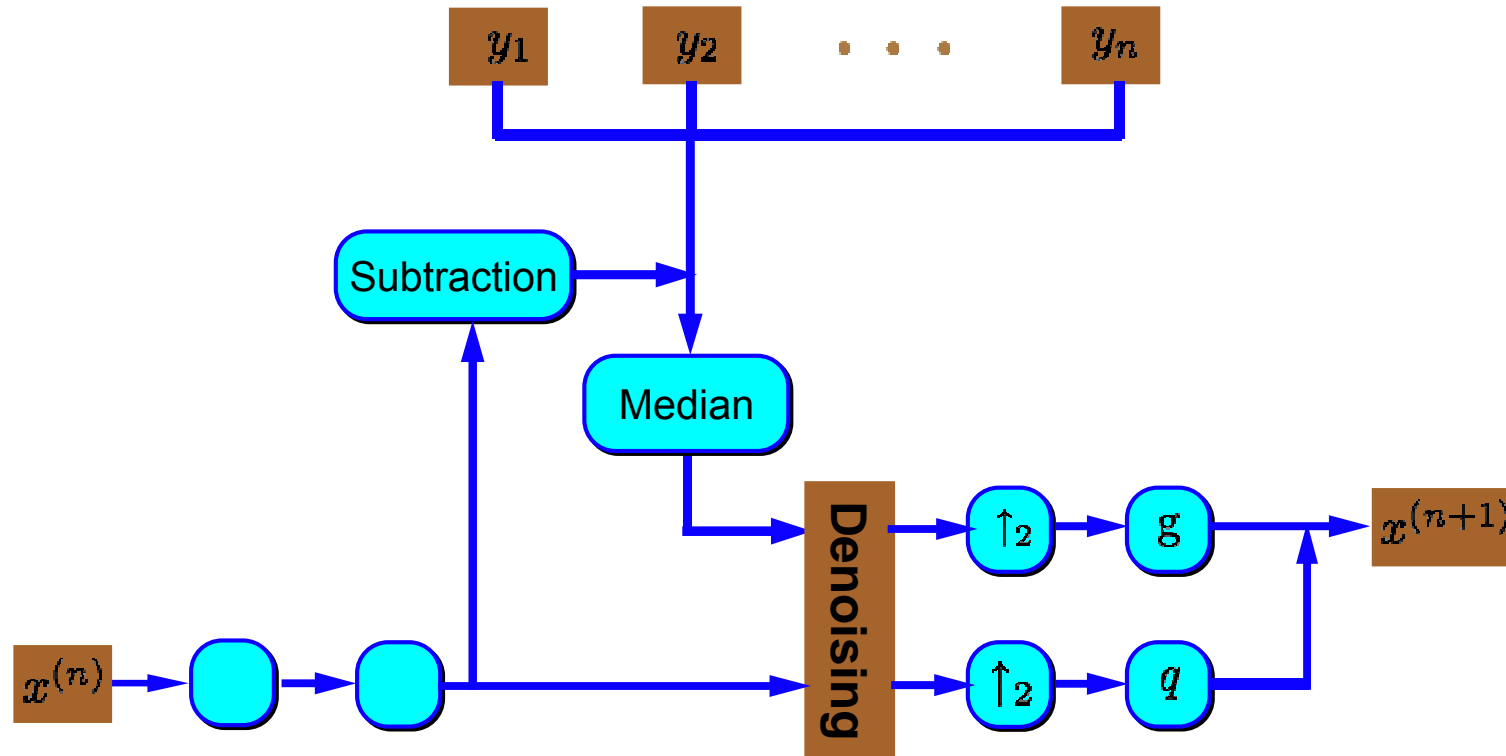 y₁ y₂ . . . yₙ
Subtraction
Median
Denoising
↑₂ g x⁽ⁿ⁺¹⁾
x⁽ⁿ⁾ ↑₂ q